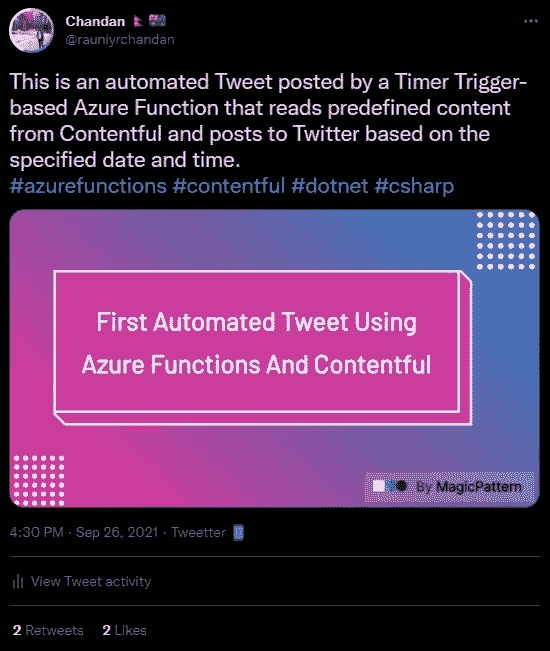 Chandan
@rauniyrchandan
This is an automated Tweet posted by a Timer Trigger-
based Azure Function that reads predefined content
from Contentful and posts to Twitter based on the
specified date and time.
#azurefunctions #contentful #dotnet #csharp
First Automated Tweet Using
Azure Functions And Contentful
By MagicPattern
4:30 PM · Sep 26, 2021 · Tweetter
View Tweet activity
2 Retweets 2 Likes